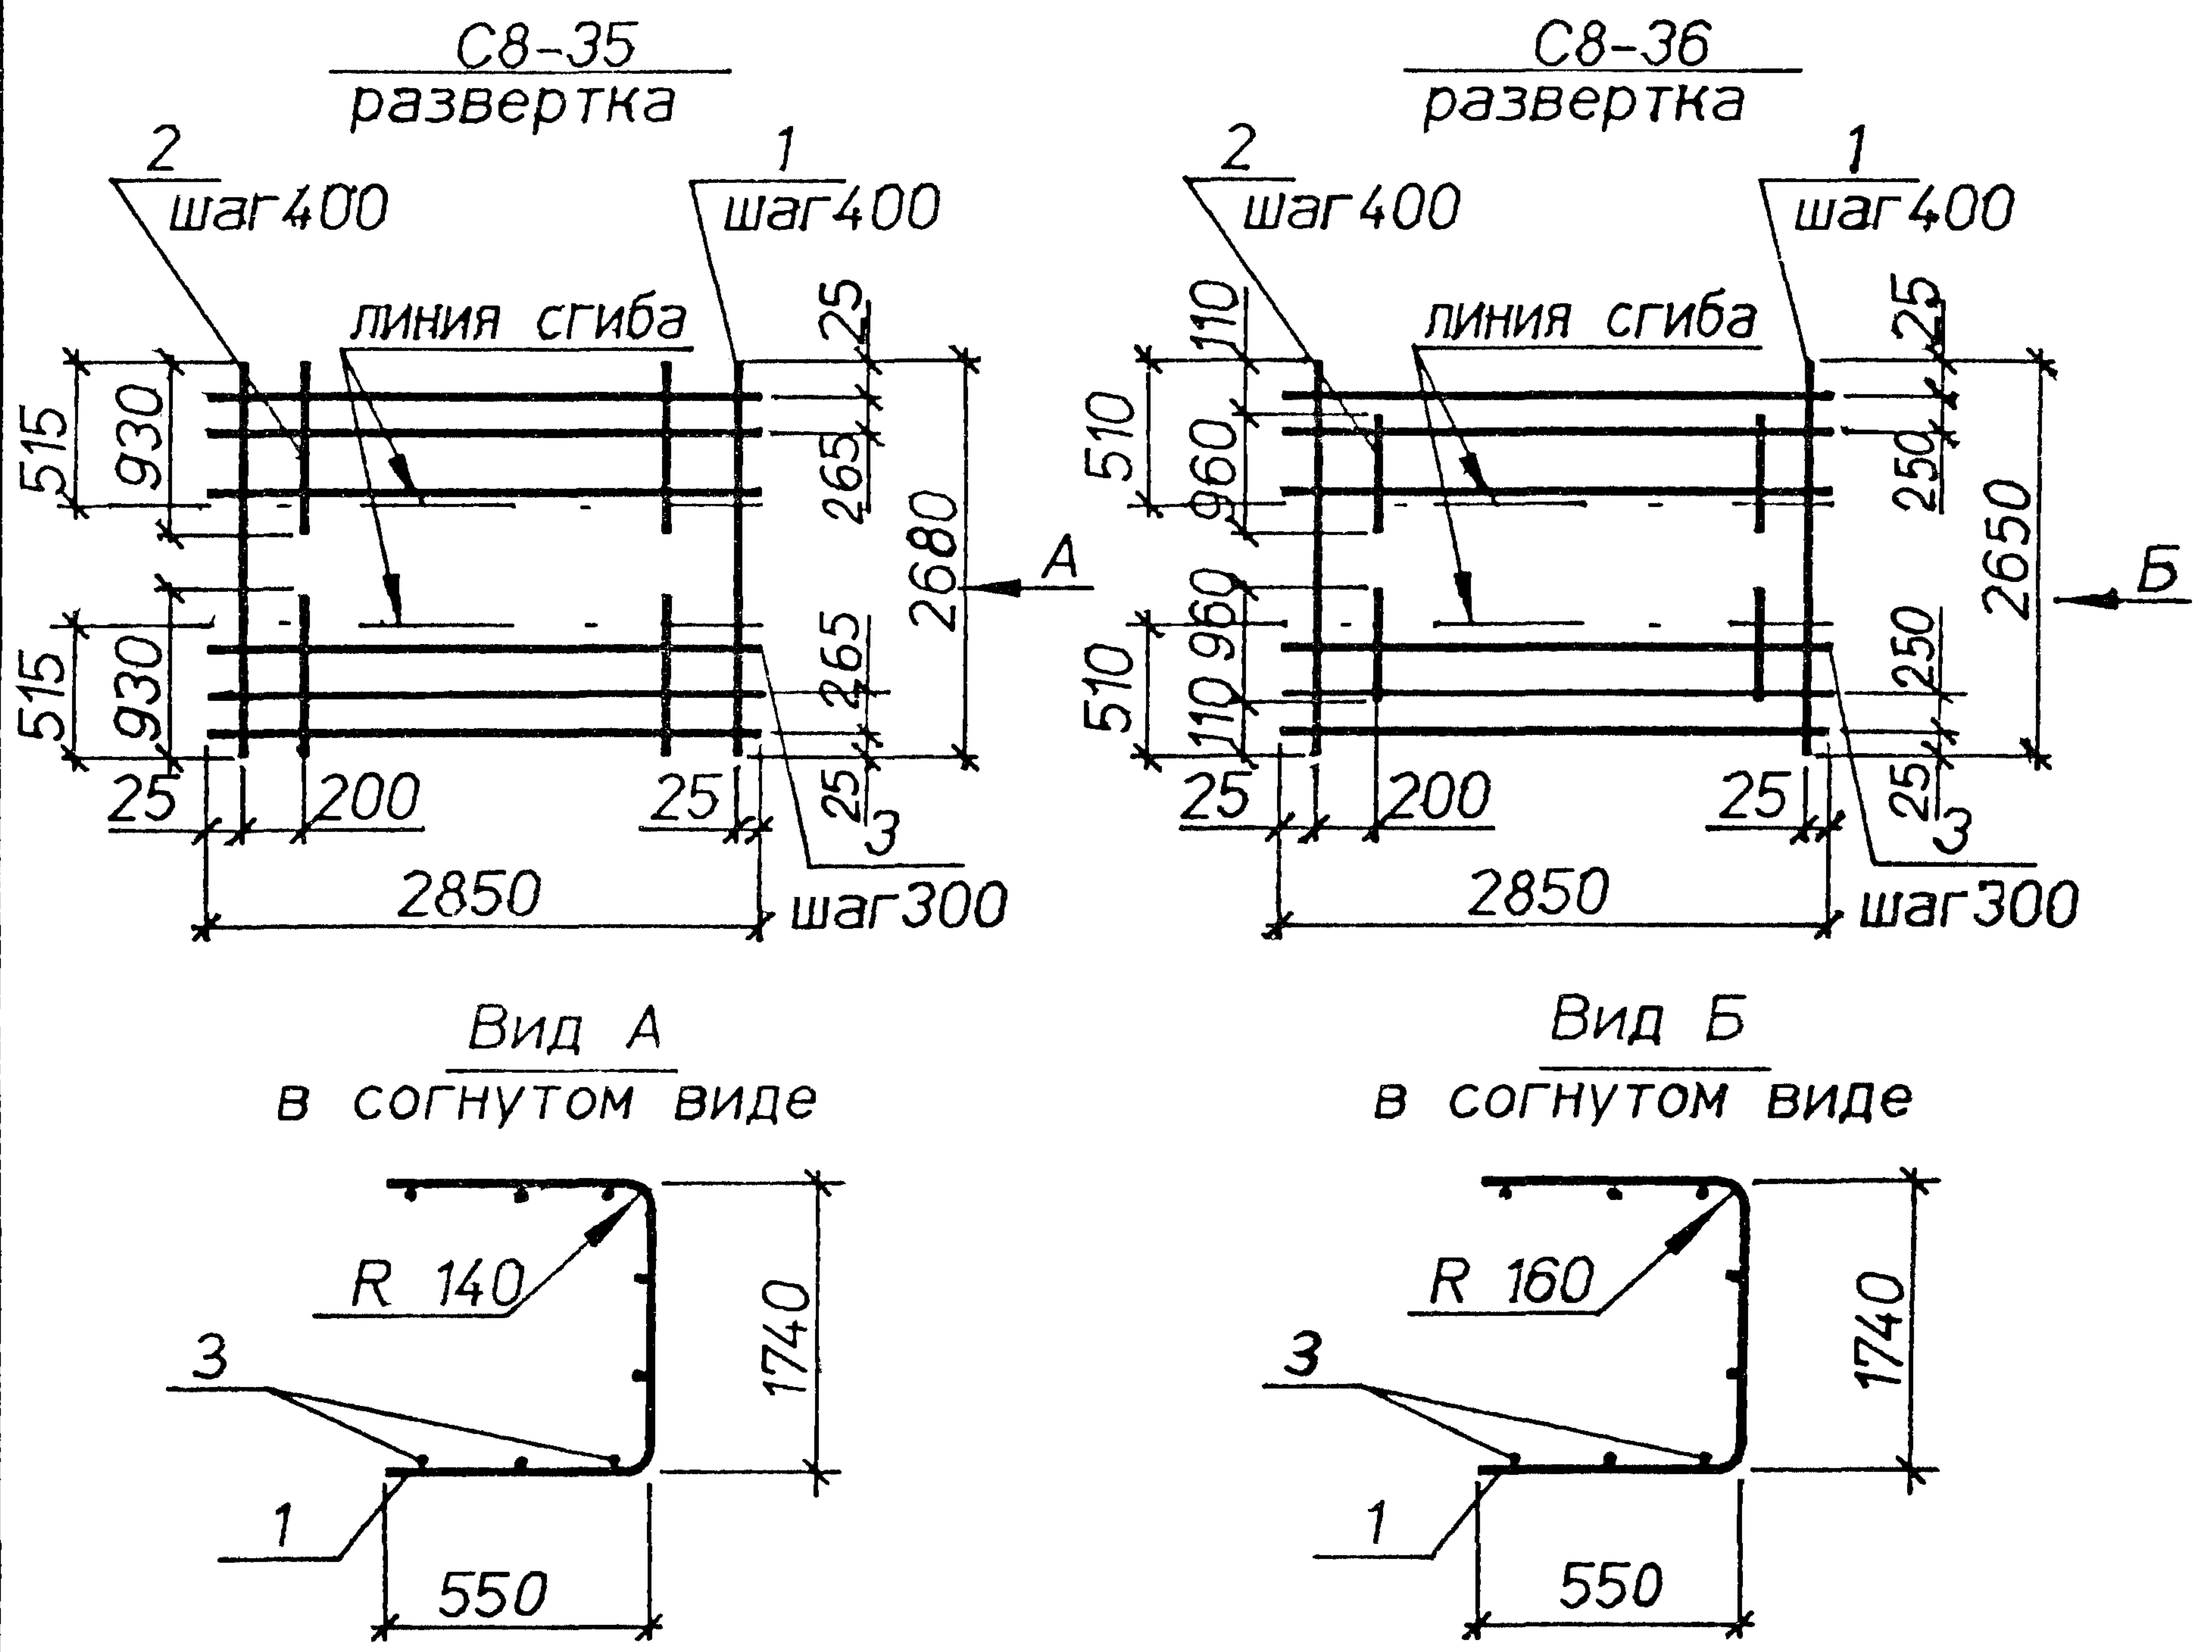 С8-35
развертка
2
шаг400
1
шаг400
линия сгиба
25
515
930
265
2680
А
515
930
265
25
25
200
25
3
шаг300
2850
С8-36
развертка
2
шаг400
1
шаг400
линия сгиба
110
25
510
960
250
2650
Б
960
510
110
250
25
25
200
25
3
шаг300
2850
Вид А
в согнутом виде
R 140
1740
3
1
550
Вид Б
в согнутом виде
R 160
1740
3
1
550